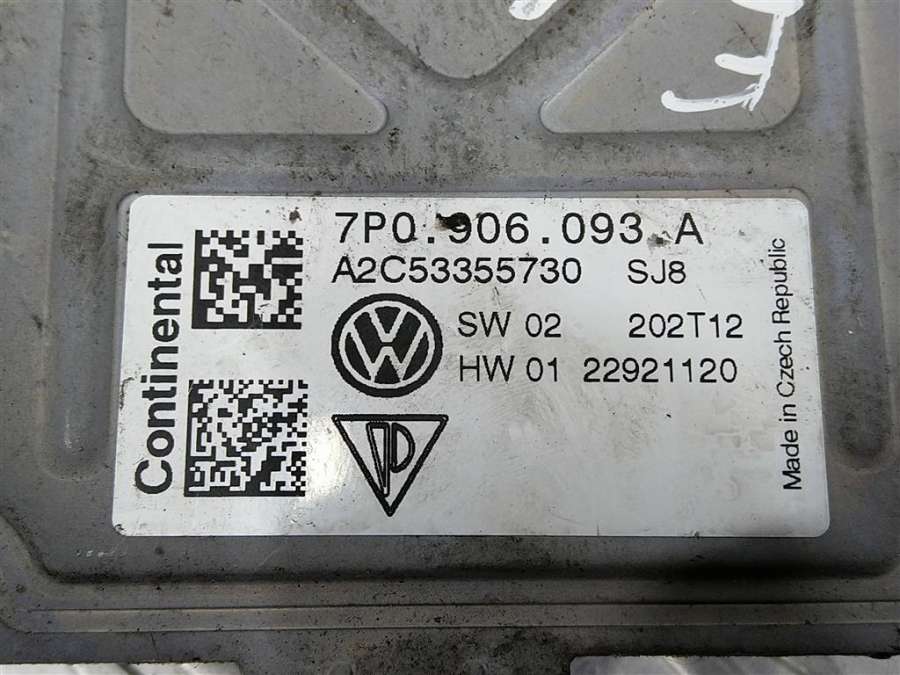 Continental
7P0.906.093.A
A2C53355730 SJ8
SW 02 202T12
HW 01 22921120
Made in Czech Republic